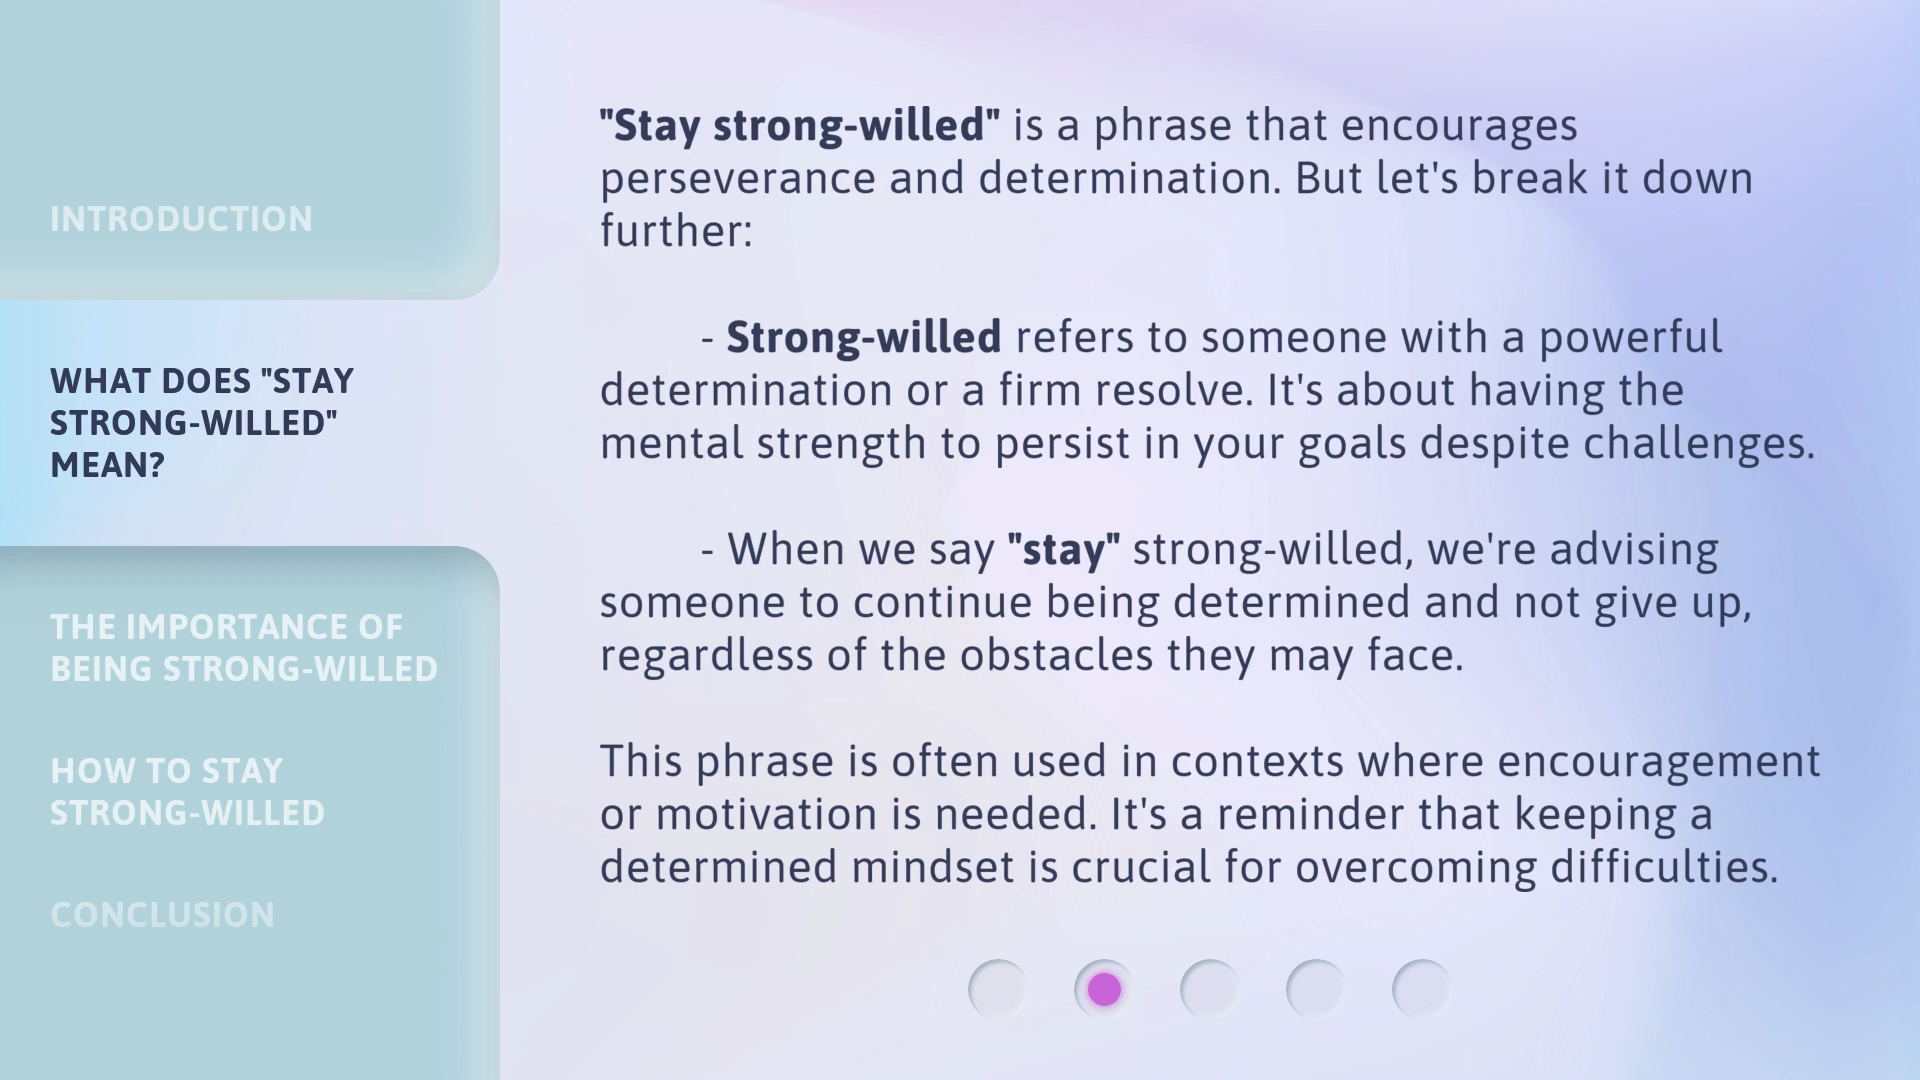 INTRODUCTION
WHAT DOES "STAY
STRONG-WILLED"
MEAN?
THE IMPORTANCE OF
BEING STRONG-WILLED
HOW TO STAY
STRONG-WILLED
CONCLUSION
"Stay strong-willed" is a phrase that encourages
perseverance and determination. But let's break it down
further:
- Strong-willed refers to someone with a powerful
determination or a firm resolve. It's about having the
mental strength to persist in your goals despite challenges.
- When we say "stay" strong-willed, we're advising
someone to continue being determined and not give up,
regardless of the obstacles they may face.
This phrase is often used in contexts where encouragement
or motivation is needed. It's a reminder that keeping a
determined mindset is crucial for overcoming difficulties.